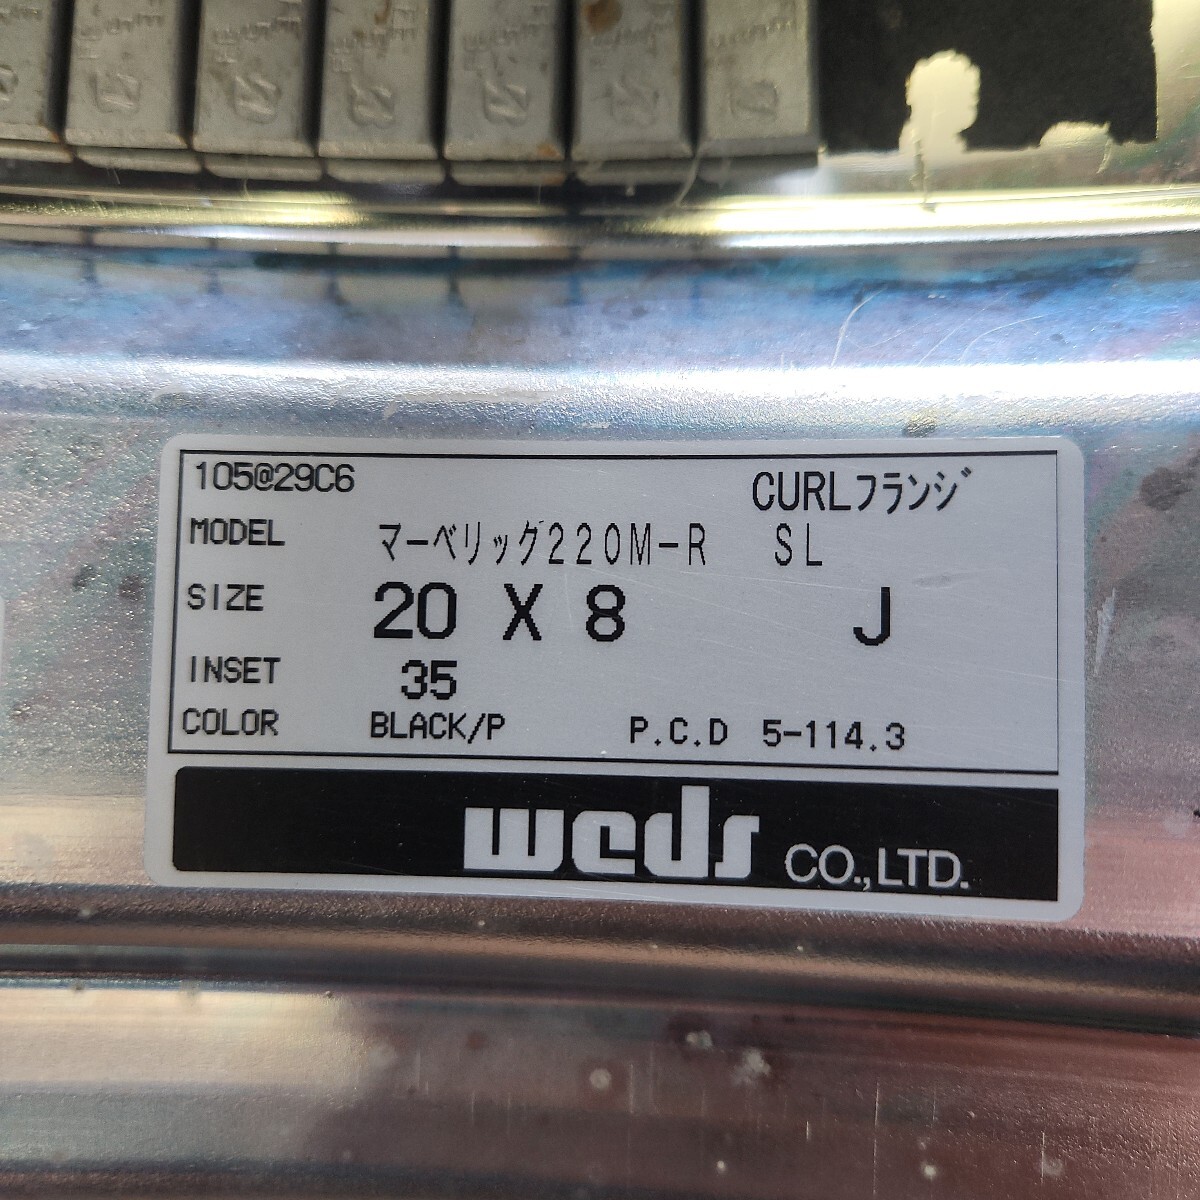 105@29C6
CURLフランジ
MODEL マーベリッグ220M-R SL
SIZE 20 X 8 J
INSET 35
COLOR BLACK/P P.C.D 5-114.3
weds CO.,LTD.